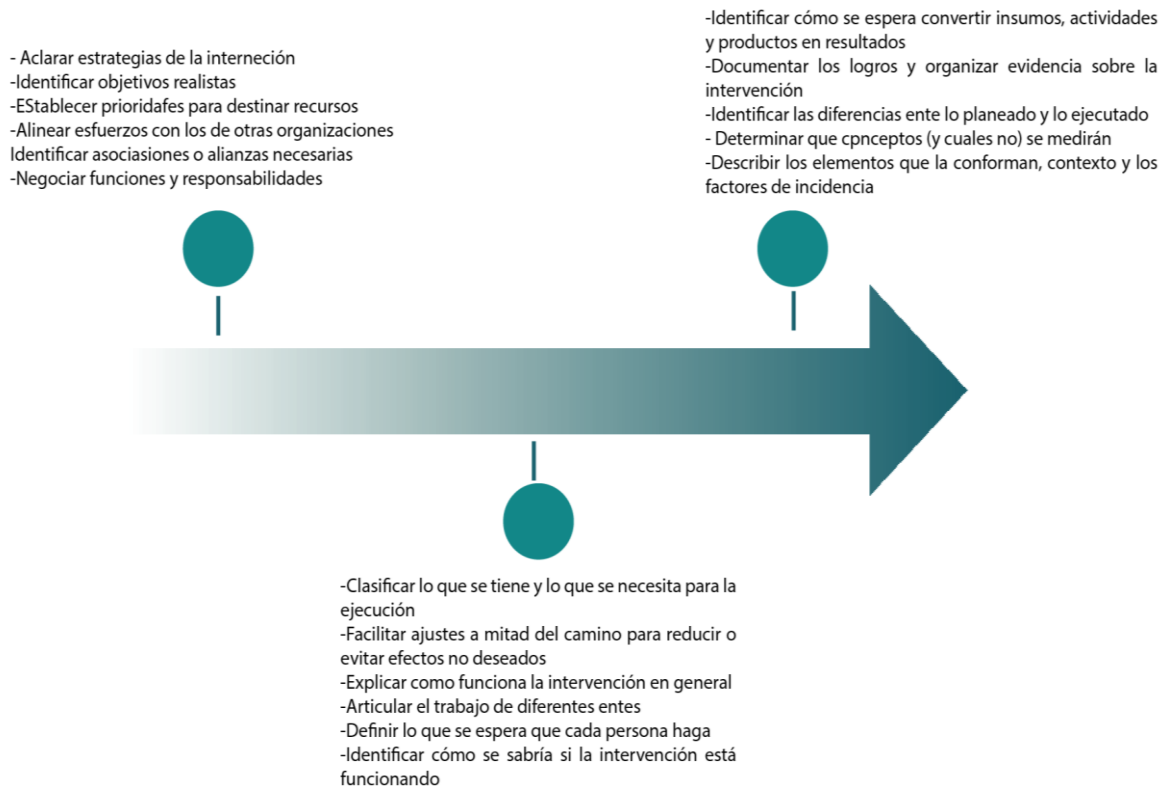 - Aclarar estrategias de la interneción
-Identificar objetivos realistas
-EStablecer prioridafes para destinar recursos
-Alinear esfuerzos con los de otras organizaciones
Identificar asociasiones o alianzas necesarias
-Negociar funciones y responsabilidades
-Identificar cómo se espera convertir insumos, actividades
y productos en resultados
-Documentar los logros y organizar evidencia sobre la
intervención
-Identificar las diferencias ente lo planeado y lo ejecutado
- Determinar que cpnceptos (y cuales no) se medirán
-Describir los elementos que la conforman, contexto y los
factores de incidencia
-Clasificar lo que se tiene y lo que se necesita para la
ejecución
-Facilitar ajustes a mitad del camino para reducir o
evitar efectos no deseados
-Explicar como funciona la intervención en general
-Articular el trabajo de diferentes entes
-Definir lo que se espera que cada persona haga
-Identificar cómo se sabría si la intervención está
funcionando